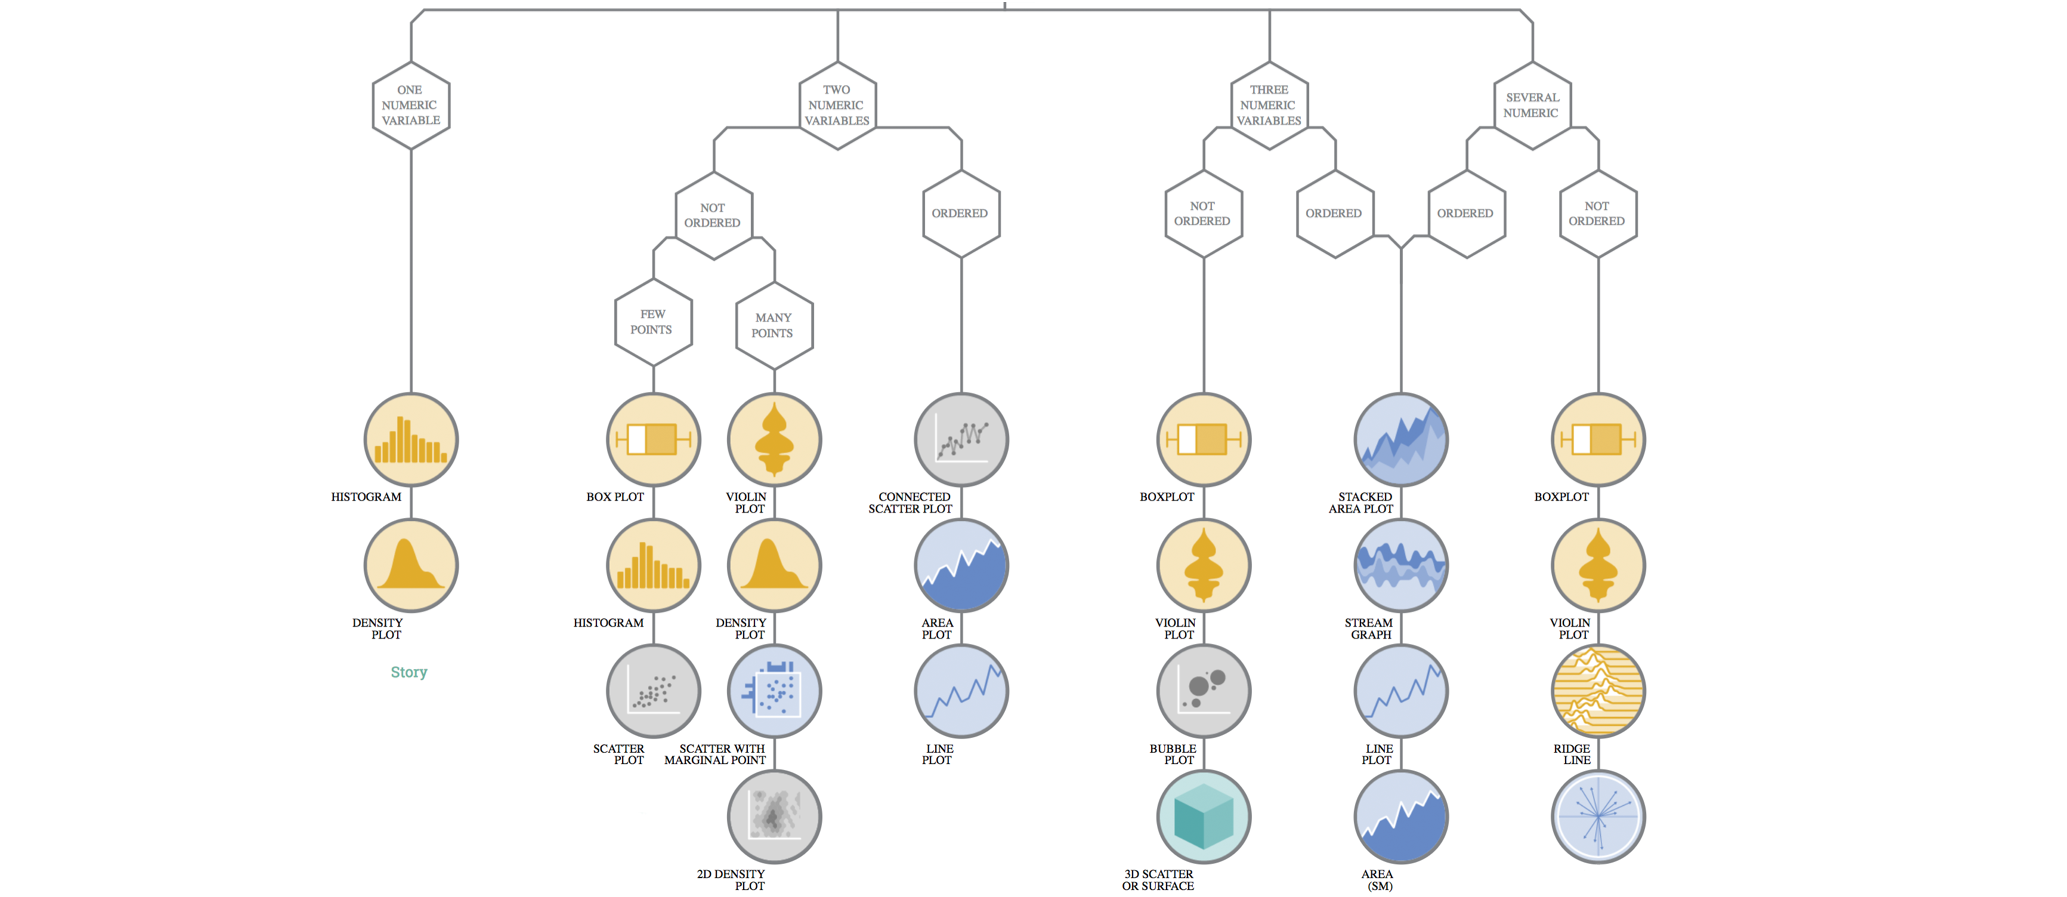 ONE
NUMERIC
VARIABLE
TWO
NUMERIC
VARIABLES
THREE
NUMERIC
VARIABLES
SEVERAL
NUMERIC
NOT
ORDERED
ORDERED
NOT
ORDERED
ORDERED
ORDERED
NOT
ORDERED
FEW
POINTS
MANY
POINTS
HISTOGRAM
BOX PLOT
VIOLIN
PLOT
CONNECTED
SCATTER PLOT
BOXPLOT
STACKED
AREA PLOT
BOXPLOT
DENSITY
PLOT
HISTOGRAM
DENSITY
PLOT
AREA
PLOT
VIOLIN
PLOT
STREAM
GRAPH
VIOLIN
PLOT
Story
SCATTER
PLOT
SCATTER WITH
MARGINAL POINT
LINE
PLOT
BUBBLE
PLOT
LINE
PLOT
RIDGE
LINE
2D DENSITY
PLOT
3D SCATTER
OR SURFACE
AREA
(SM)